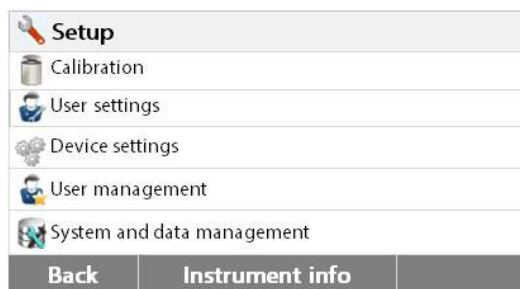 Setup
Calibration
User settings
Device settings
User management
System and data management
Back Instrument info